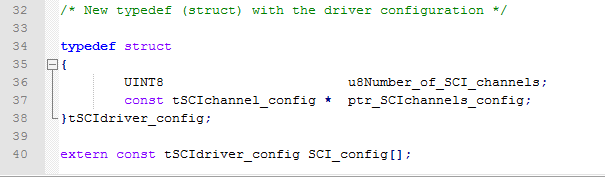 32 /* New typedef (struct) with the driver configuration */
33
34 typedef struct
35 {
36 UINT8 u8Number_of_SCI_channels;
37 const tSCIchannel_config * ptr_SCIchannels_config;
38 }tSCIdriver_config;
39
40 extern const tSCIdriver_config SCI_config[];